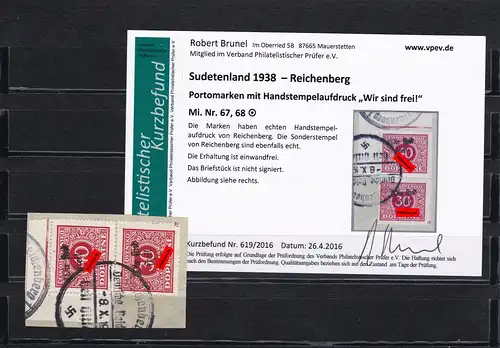 Robert Brunel Im Oberried 5B 87665 Mauerstetten www.vpev.de
Mitglied im Verband Philatelistischer Prüfer e.V.
Sudetenland 1938 – Reichenberg
Portomarken mit Handstempelaufdruck „Wir sind frei!"
Mi. Nr. 67, 68
Die Marken haben echten Handstempel-
aufdruck von Reichenberg. Die Sonderstempel
von Reichenberg sind ebenfalls echt.
Die Erhaltung ist einwandfrei.
Das Briefstück ist nicht signiert.
Abbildung siehe rechts.
Kurzbefund Nr. 619/2016 Datum: 26.4.2016
Die Prüfung erfolgte auf Grundlage der Prüfordnung des Verbands Philatelistischer Prüfer e.V. Die Haftung richtet sich
nach den Bestimmungen der Prüfordnung. Qualitätsangaben beziehen sich auf den Zustand am Tage der Prüfung.
Kurzbefund
Verband Philatelistischer Prüfer e.V.
30
8.X.